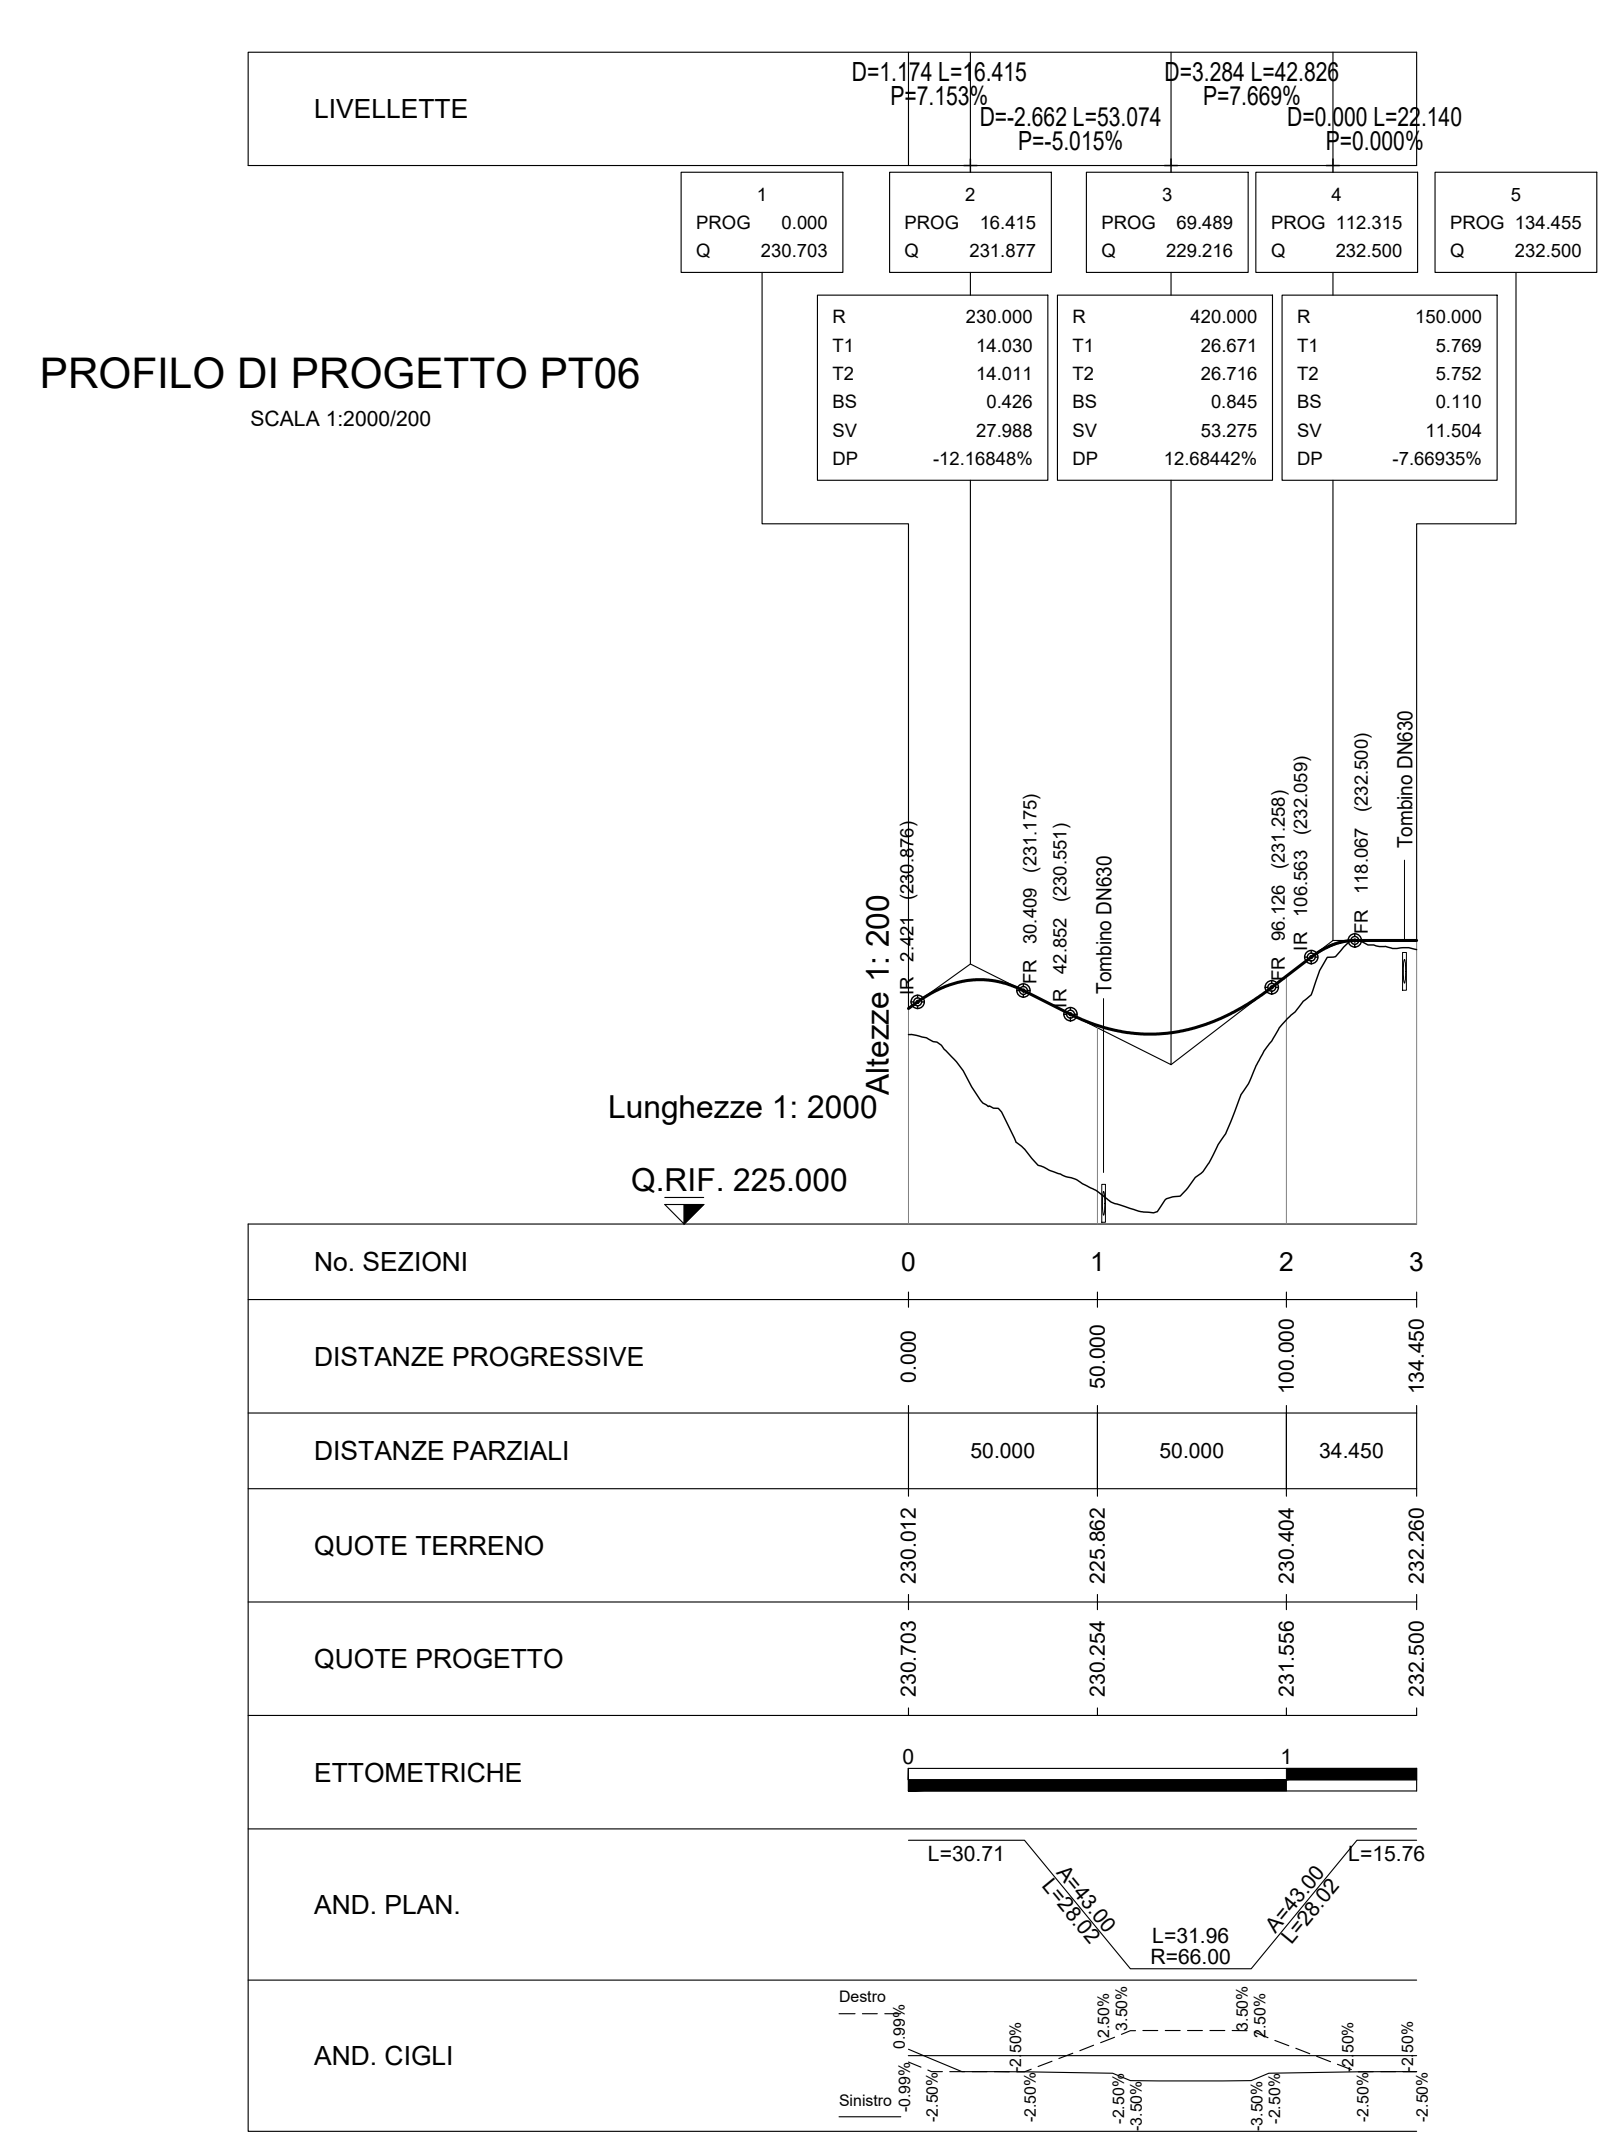 LIVELLETTE
D=1.174 L=16.415
P=7.153%
D=-2.662 L=53.074
P=-5.015%
D=3.284 L=42.826
P=7.669%
D=0.000 L=22.140
P=0.000%
1
PROG 0.000
Q 230.703
2
PROG 16.415
Q 231.877
3
PROG 69.489
Q 229.216
4
PROG 112.315
Q 232.500
5
PROG 134.455
Q 232.500
R 230.000
T1 14.030
T2 14.011
BS 0.426
SV 27.988
DP -12.16848%
R 420.000
T1 26.671
T2 26.716
BS 0.845
SV 53.275
DP 12.68442%
R 150.000
T1 5.769
T2 5.752
BS 0.110
SV 11.504
DP -7.66935%
PROFILO DI PROGETTO PT06
SCALA 1:2000/200
IR 2.421 (230.876)
FR 30.409 (231.175)
IR 42.852 (230.551)
Tombino DN630
FR 96.126 (231.258)
IR 106.563 (232.059)
FR 118.067 (232.500)
Tombino DN630
Altezze 1: 200
Lunghezze 1: 2000
Q.RIF. 225.000
No. SEZIONI 0 1 2 3
DISTANZE PROGRESSIVE 0.000 50.000 100.000 134.450
DISTANZE PARZIALI 50.000 50.000 34.450
QUOTE TERRENO 230.012 225.862 230.404 232.260
QUOTE PROGETTO 230.703 230.254 231.556 232.500
ETTOMETRICHE 0 1
AND. PLAN.
L=30.71
A=43.00
L=28.02
L=31.96
R=66.00
A=43.00
L=28.02
L=15.76
AND. CIGLI
Destro
0.99% -2.50% 2.50% 3.50% 3.50% 2.50% -2.50% -2.50%
Sinistro
-0.99% -2.50% -2.50% -2.50% -3.50% -3.50% -2.50% -2.50% -2.50%